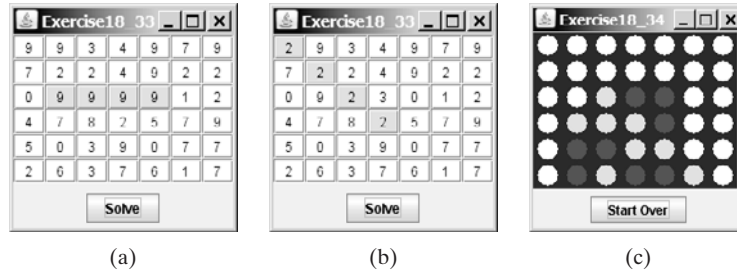 Exercise18_33
9 9 3 4 9 7 9
7 2 2 4 2 2
0 9 9 9 9 1 2
4 7 8 2 5 7 9
5 0 3 9 0 7 7
2 6 3 7 6 1 7
Solve
(a)
Exercise18_33
2 9 3 4 9 7 9
7 2 2 4 2 2
0 9 2 3 0 1 2
4 7 8 2 5 7 9
5 0 3 9 0 7 7
2 6 3 7 6 1 7
Solve
(b)
Exercise18_34
Start Over
(c)